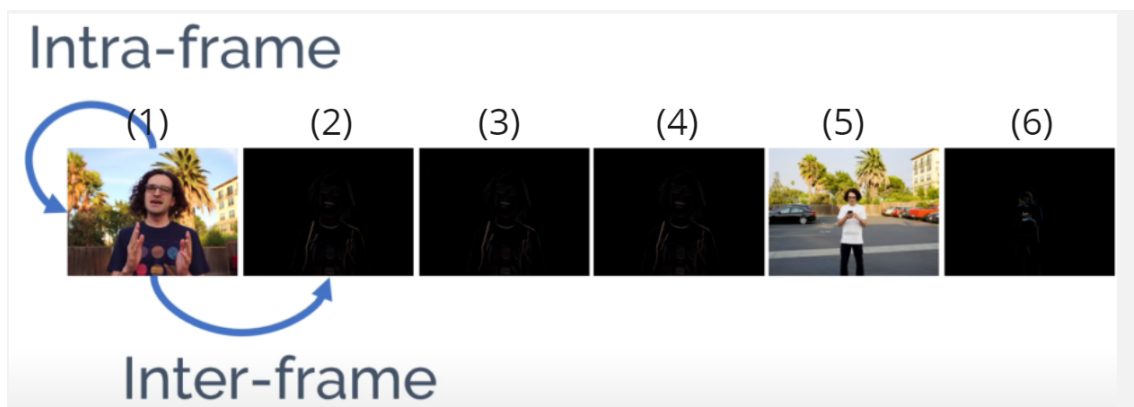 Intra-frame
(1) (2) (3) (4) (5) (6)
Inter-frame